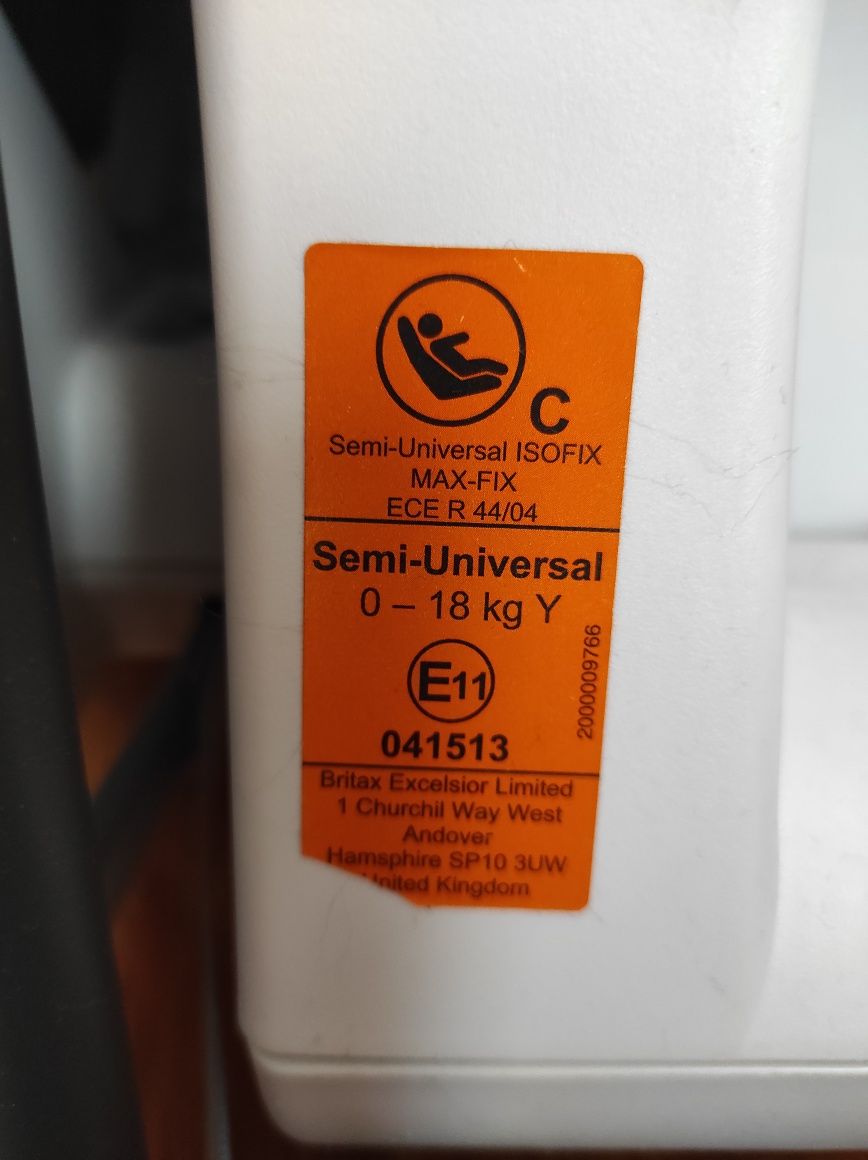 C
Semi-Universal ISOFIX
MAX-FIX
ECE R 44/04
Semi-Universal
0 – 18 kg Y
E11
041513
2000009766
Britax Excelsior Limited
1 Churchil Way West
Andover
Hamsphire SP10 3UW
United Kingdom